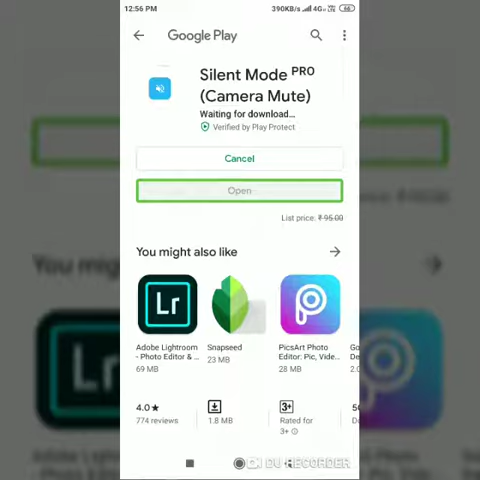 12:56 PM
390KB/s
4G
66
Google Play
Silent Mode PRO
(Camera Mute)
Waiting for download...
Verified by Play Protect
Cancel
Open
List price: ₹ 95.00
You might also like
Lr
Adobe Lightroom
- Photo Editor & ...
69 MB
Snapseed
23 MB
PicsArt Photo
Editor: Pic, Vide...
28 MB
4.0★
774 reviews
1.8 MB
3+
Rated for
3+
DU RECORDER